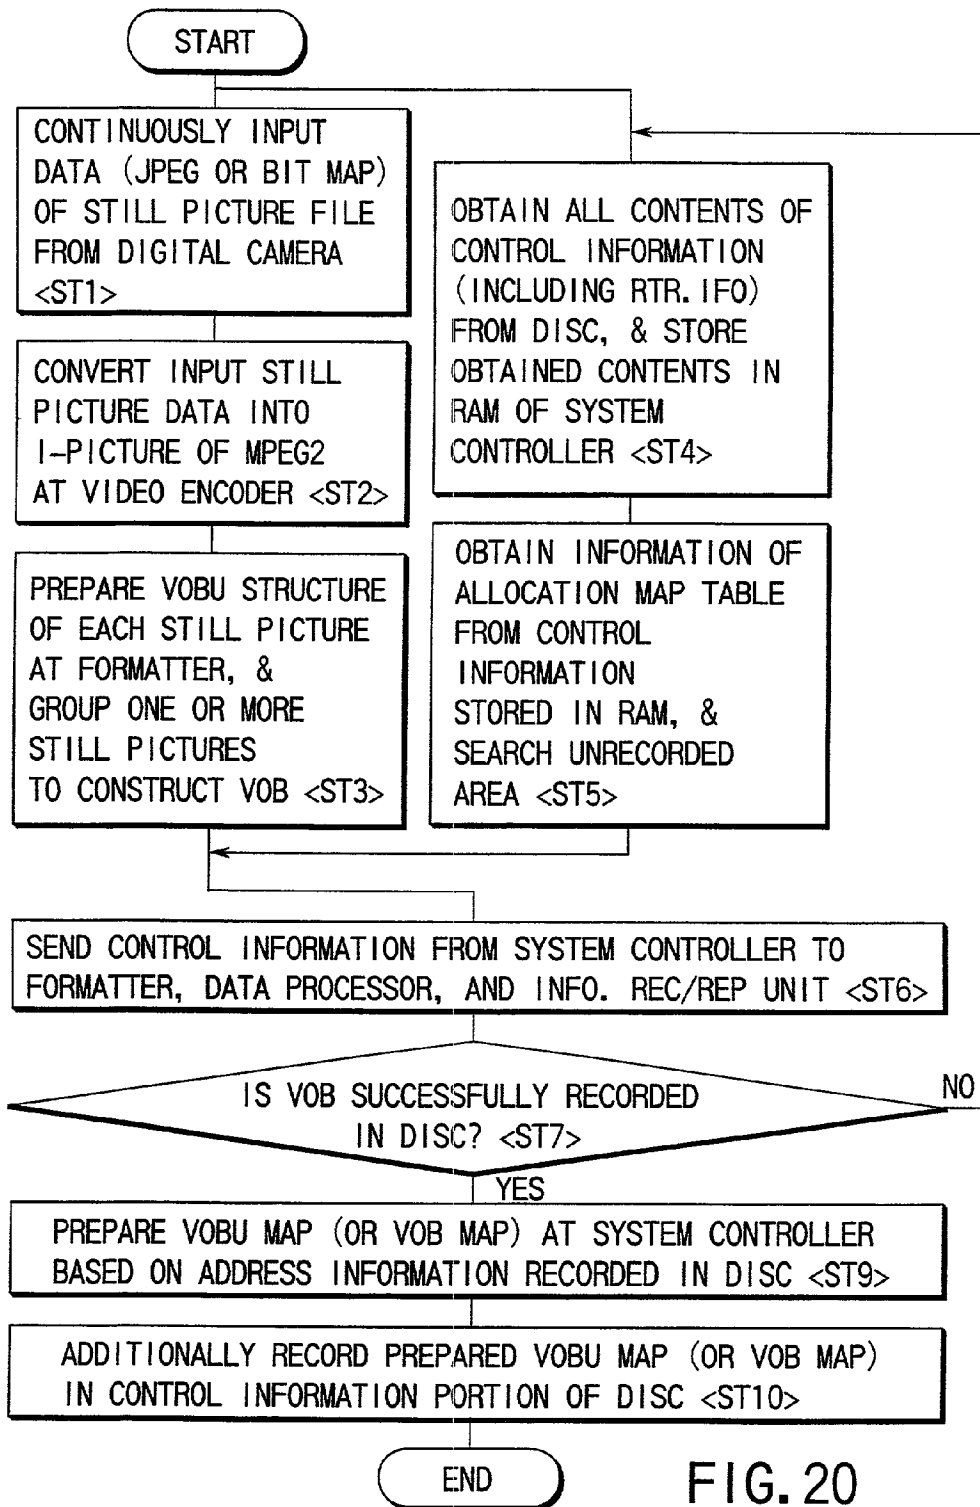 START
CONTINUOUSLY INPUT
DATA (JPEG OR BIT MAP)
OF STILL PICTURE FILE
FROM DIGITAL CAMERA
<ST1>
CONVERT INPUT STILL
PICTURE DATA INTO
I-PICTURE OF MPEG2
AT VIDEO ENCODER <ST2>
PREPARE VOBU STRUCTURE
OF EACH STILL PICTURE
AT FORMATTER, &
GROUP ONE OR MORE
STILL PICTURES
TO CONSTRUCT VOB <ST3>
OBTAIN ALL CONTENTS OF
CONTROL INFORMATION
(INCLUDING RTR.IFO)
FROM DISC, & STORE
OBTAINED CONTENTS IN
RAM OF SYSTEM
CONTROLLER <ST4>
OBTAIN INFORMATION OF
ALLOCATION MAP TABLE
FROM CONTROL
INFORMATION
STORED IN RAM, &
SEARCH UNRECORDED
AREA <ST5>
SEND CONTROL INFORMATION FROM SYSTEM CONTROLLER TO
FORMATTER, DATA PROCESSOR, AND INFO. REC/REP UNIT <ST6>
IS VOB SUCCESSFULLY RECORDED
IN DISC? <ST7>
NO
YES
PREPARE VOBU MAP (OR VOB MAP) AT SYSTEM CONTROLLER
BASED ON ADDRESS INFORMATION RECORDED IN DISC <ST9>
ADDITIONALLY RECORD PREPARED VOBU MAP (OR VOB MAP)
IN CONTROL INFORMATION PORTION OF DISC <ST10>
END
FIG. 20